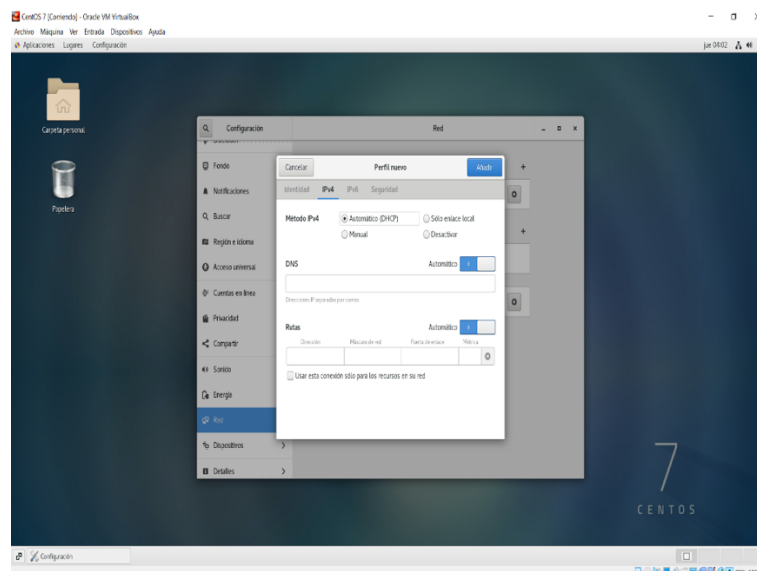 CentOS 7 [Corriendo] - Oracle VM VirtualBox
Archivo Máquina Ver Entrada Dispositivos Ayuda
Aplicaciones Lugares Configuración jue 04:02
Carpeta personal
Papelera
Configuración Red
Fondo
Notificaciones
Buscar
Región e idioma
Acceso universal
Cuentas en línea
Privacidad
Compartir
Sonido
Energía
Red
Dispositivos
Detalles
Cancelar Perfil nuevo Añadir
Identidad IPv4 IPv6 Seguridad
Método IPv4 Automático (DHCP) Sólo enlace local
Manual Desactivar
DNS Automático
Direcciones IP separadas por comas
Rutas Automático
Dirección Máscara de red Puerta de enlace Métrica
Usar esta conexión sólo para los recursos en su red
7
CENTOS
Configuración